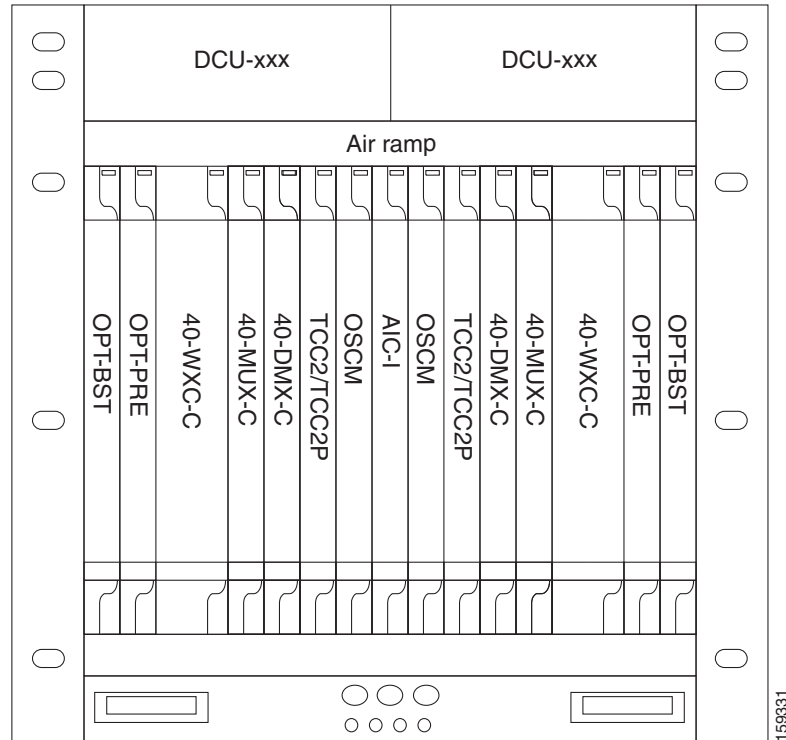 DCU-xxx
DCU-xxx
Air ramp
OPT-BST
OPT-PRE
40-WXC-C
40-MUX-C
40-DMX-C
TCC2/TCC2P
OSCM
AIC-I
OSCM
TCC2/TCC2P
40-DMX-C
40-MUX-C
40-WXC-C
OPT-PRE
OPT-BST
159331